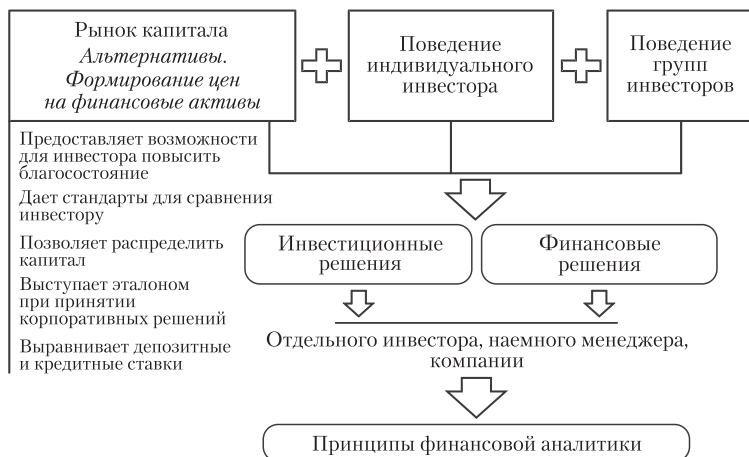 Рынок капитала
Альтернативы.
Формирование цен
на финансовые активы
Поведение
индивидуального
инвестора
Поведение
групп
инвесторов
Предоставляет возможности
для инвестора повысить
благосостояние
Дает стандарты для сравнения
инвестору
Позволяет распределить
капитал
Выступает эталоном
при принятии
корпоративных решений
Выравнивает депозитные
и кредитные ставки
Инвестиционные
решения
Финансовые
решения
Отдельного инвестора, наемного менеджера,
компании
Принципы финансовой аналитики